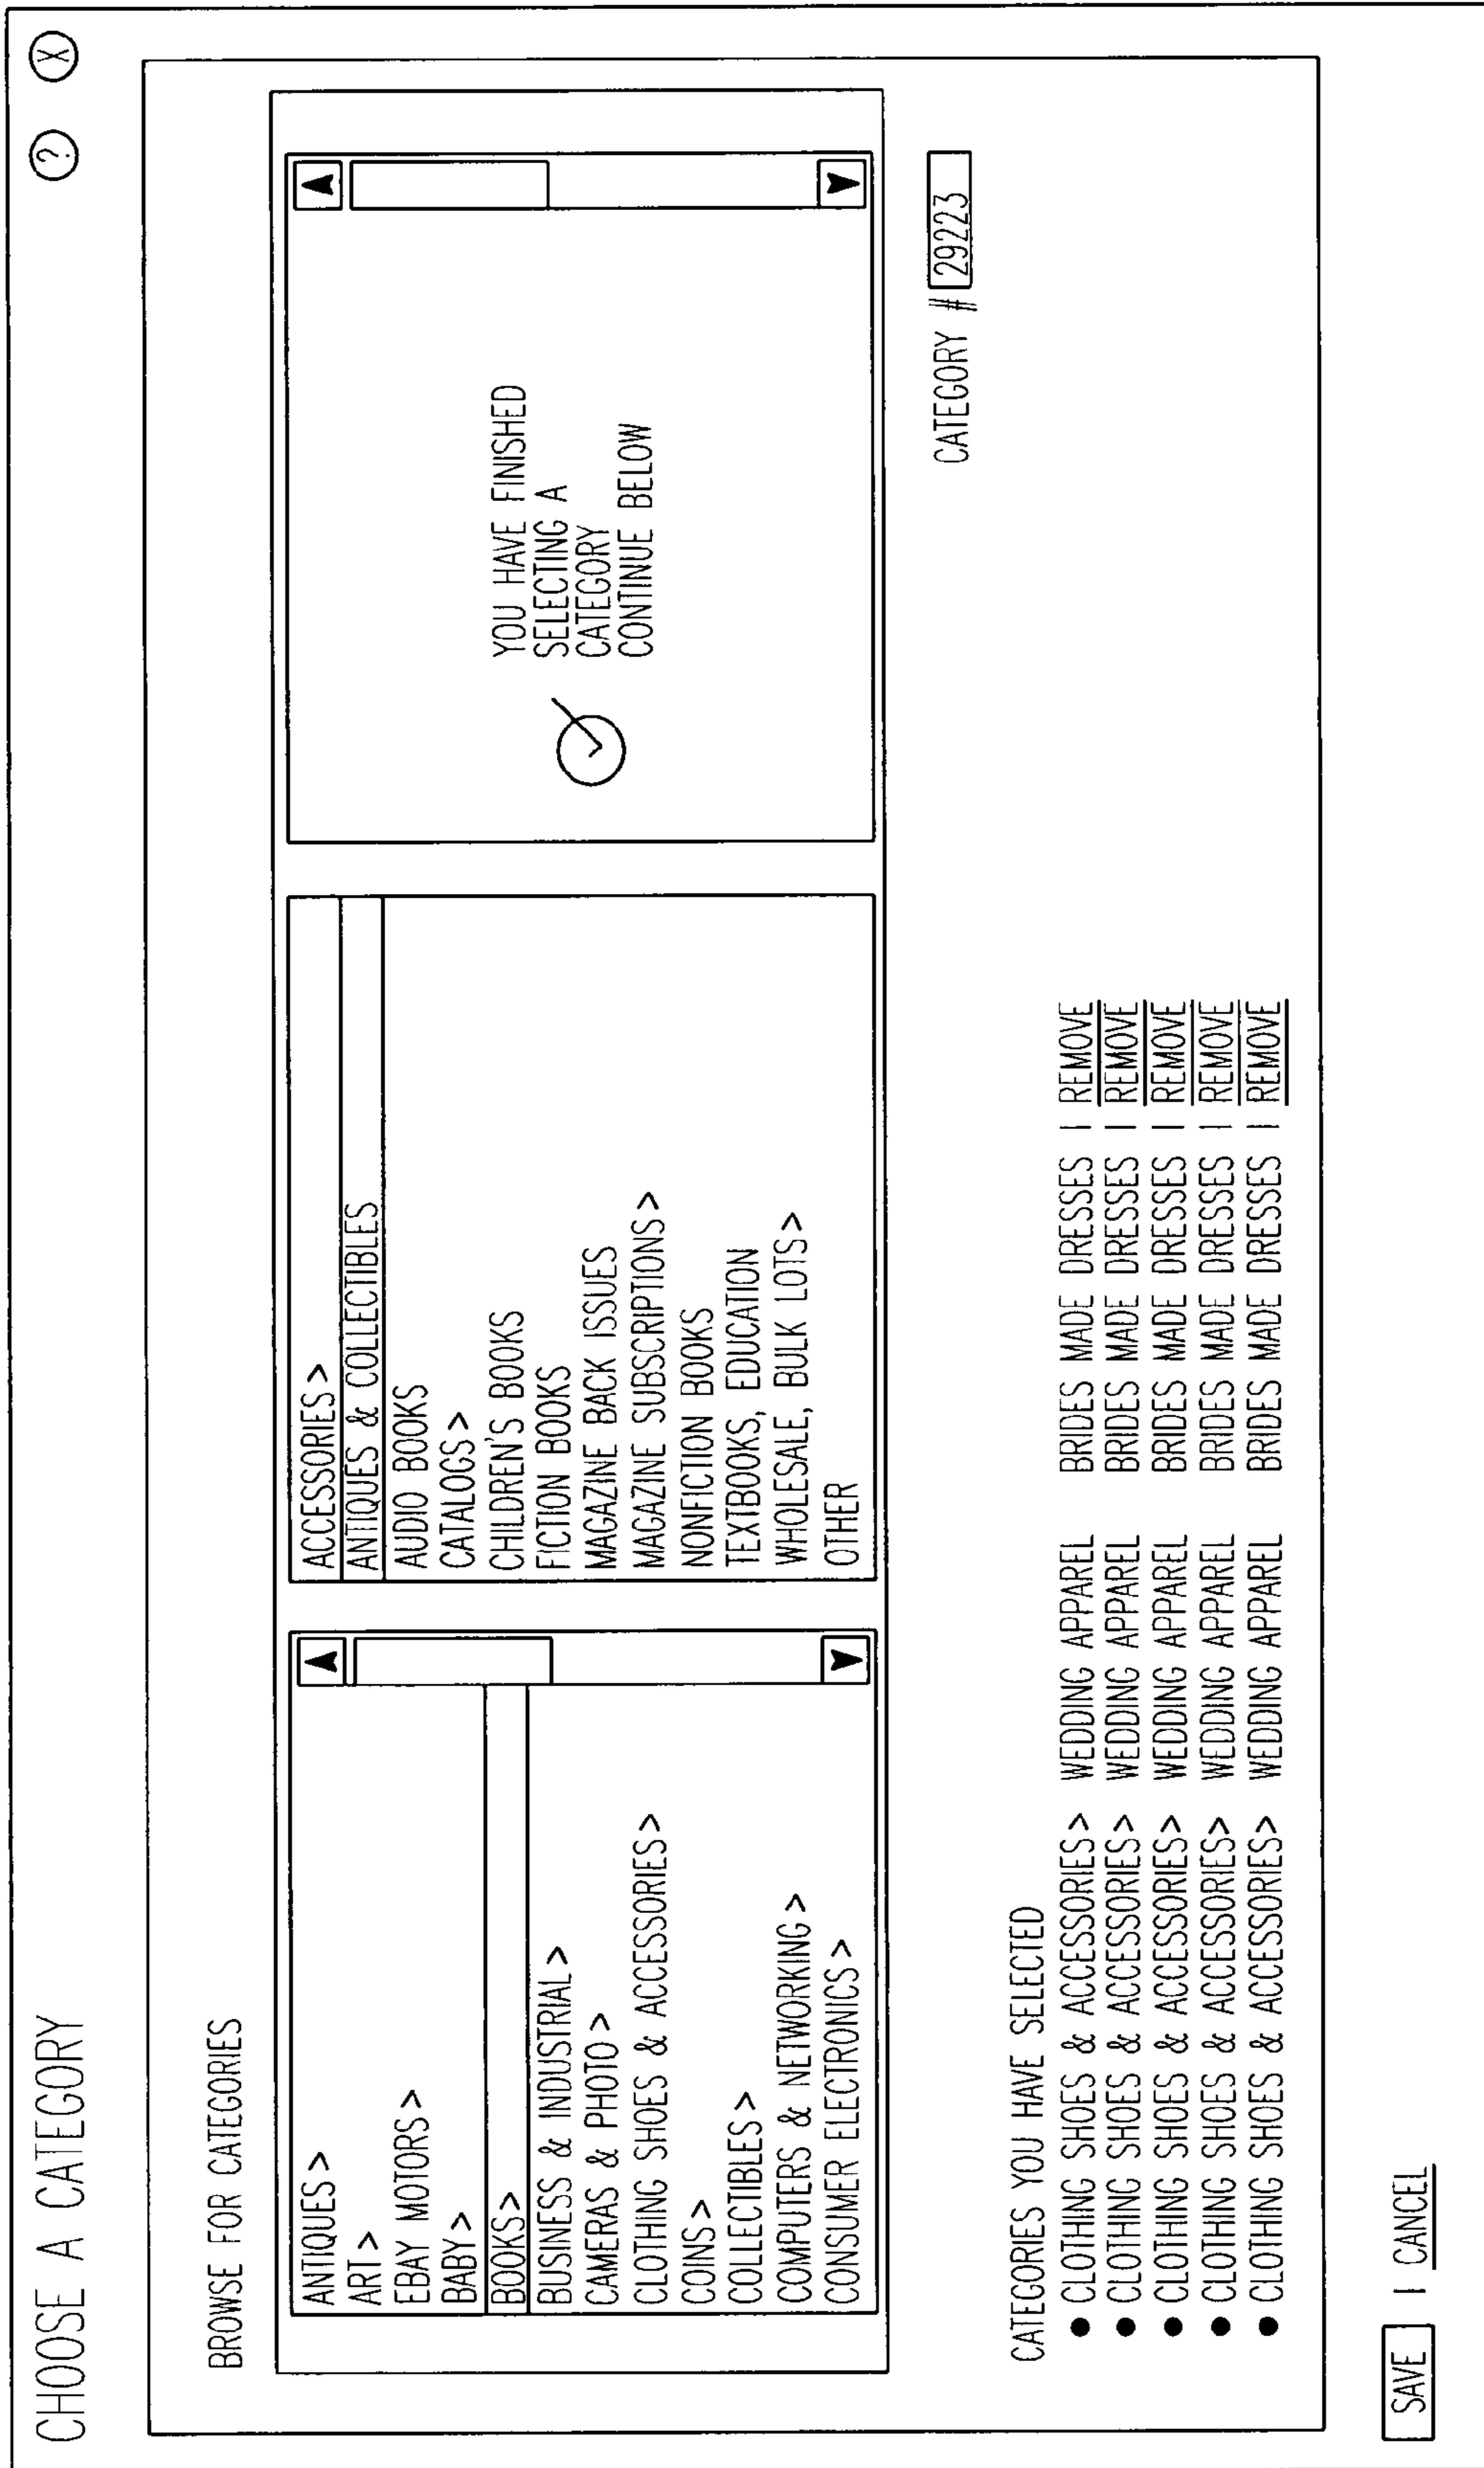 CHOOSE A CATEGORY
? X
BROWSE FOR CATEGORIES
ANTIQUES >
ART >
EBAY MOTORS >
BABY >
BOOKS >
BUSINESS & INDUSTRIAL >
CAMERAS & PHOTO >
CLOTHING SHOES & ACCESSORIES >
COINS >
COLLECTIBLES >
COMPUTERS & NETWORKING >
CONSUMER ELECTRONICS >
ACCESSORIES >
ANTIQUES & COLLECTIBLES
AUDIO BOOKS
CATALOGS >
CHILDREN'S BOOKS
FICTION BOOKS
MAGAZINE BACK ISSUES
MAGAZINE SUBSCRIPTIONS >
NONFICTION BOOKS
TEXTBOOKS, EDUCATION
WHOLESALE, BULK LOTS >
OTHER
YOU HAVE FINISHED
SELECTING A
CATEGORY
CONTINUE BELOW
CATEGORY # 29223
CATEGORIES YOU HAVE SELECTED
● CLOTHING SHOES & ACCESSORIES > WEDDING APPAREL BRIDES MADE DRESSES | REMOVE
● CLOTHING SHOES & ACCESSORIES > WEDDING APPAREL BRIDES MADE DRESSES | REMOVE
● CLOTHING SHOES & ACCESSORIES > WEDDING APPAREL BRIDES MADE DRESSES | REMOVE
● CLOTHING SHOES & ACCESSORIES > WEDDING APPAREL BRIDES MADE DRESSES | REMOVE
● CLOTHING SHOES & ACCESSORIES > WEDDING APPAREL BRIDES MADE DRESSES | REMOVE
SAVE | CANCEL